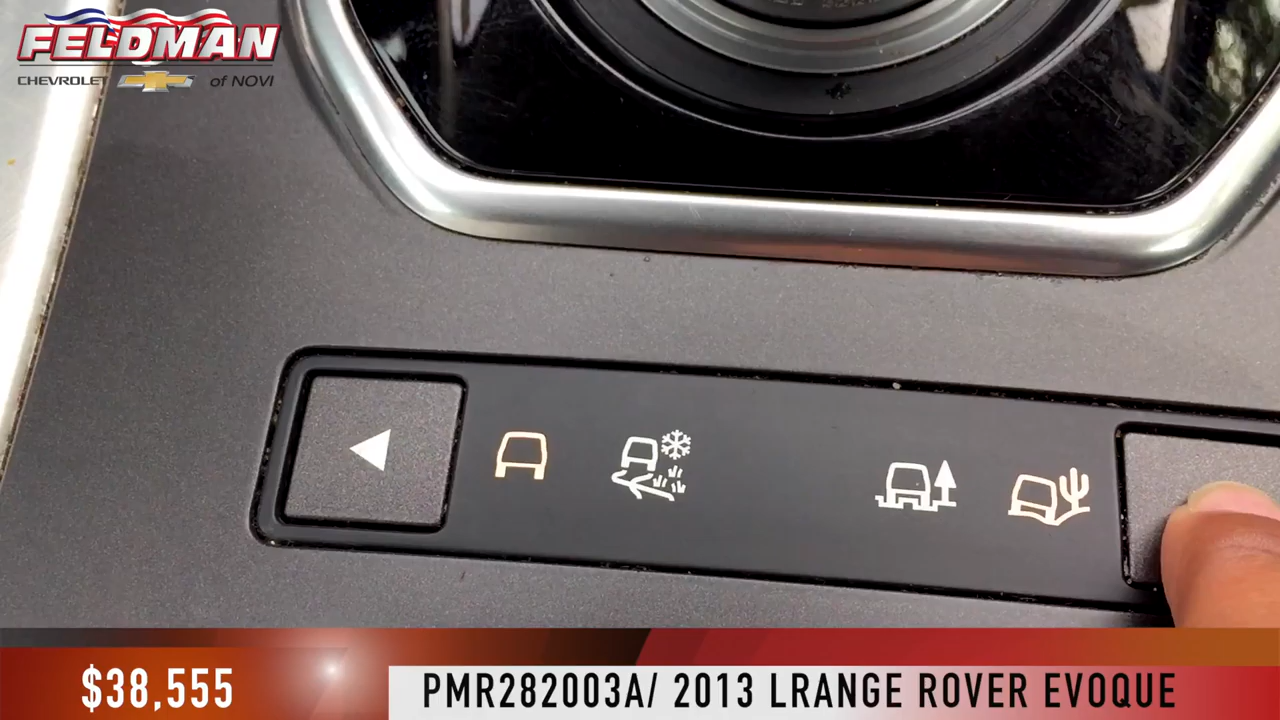 FELDMAN
CHEVROLET of NOVI
$38,555
PMR282003A/ 2013 LRANGE ROVER EVOQUE